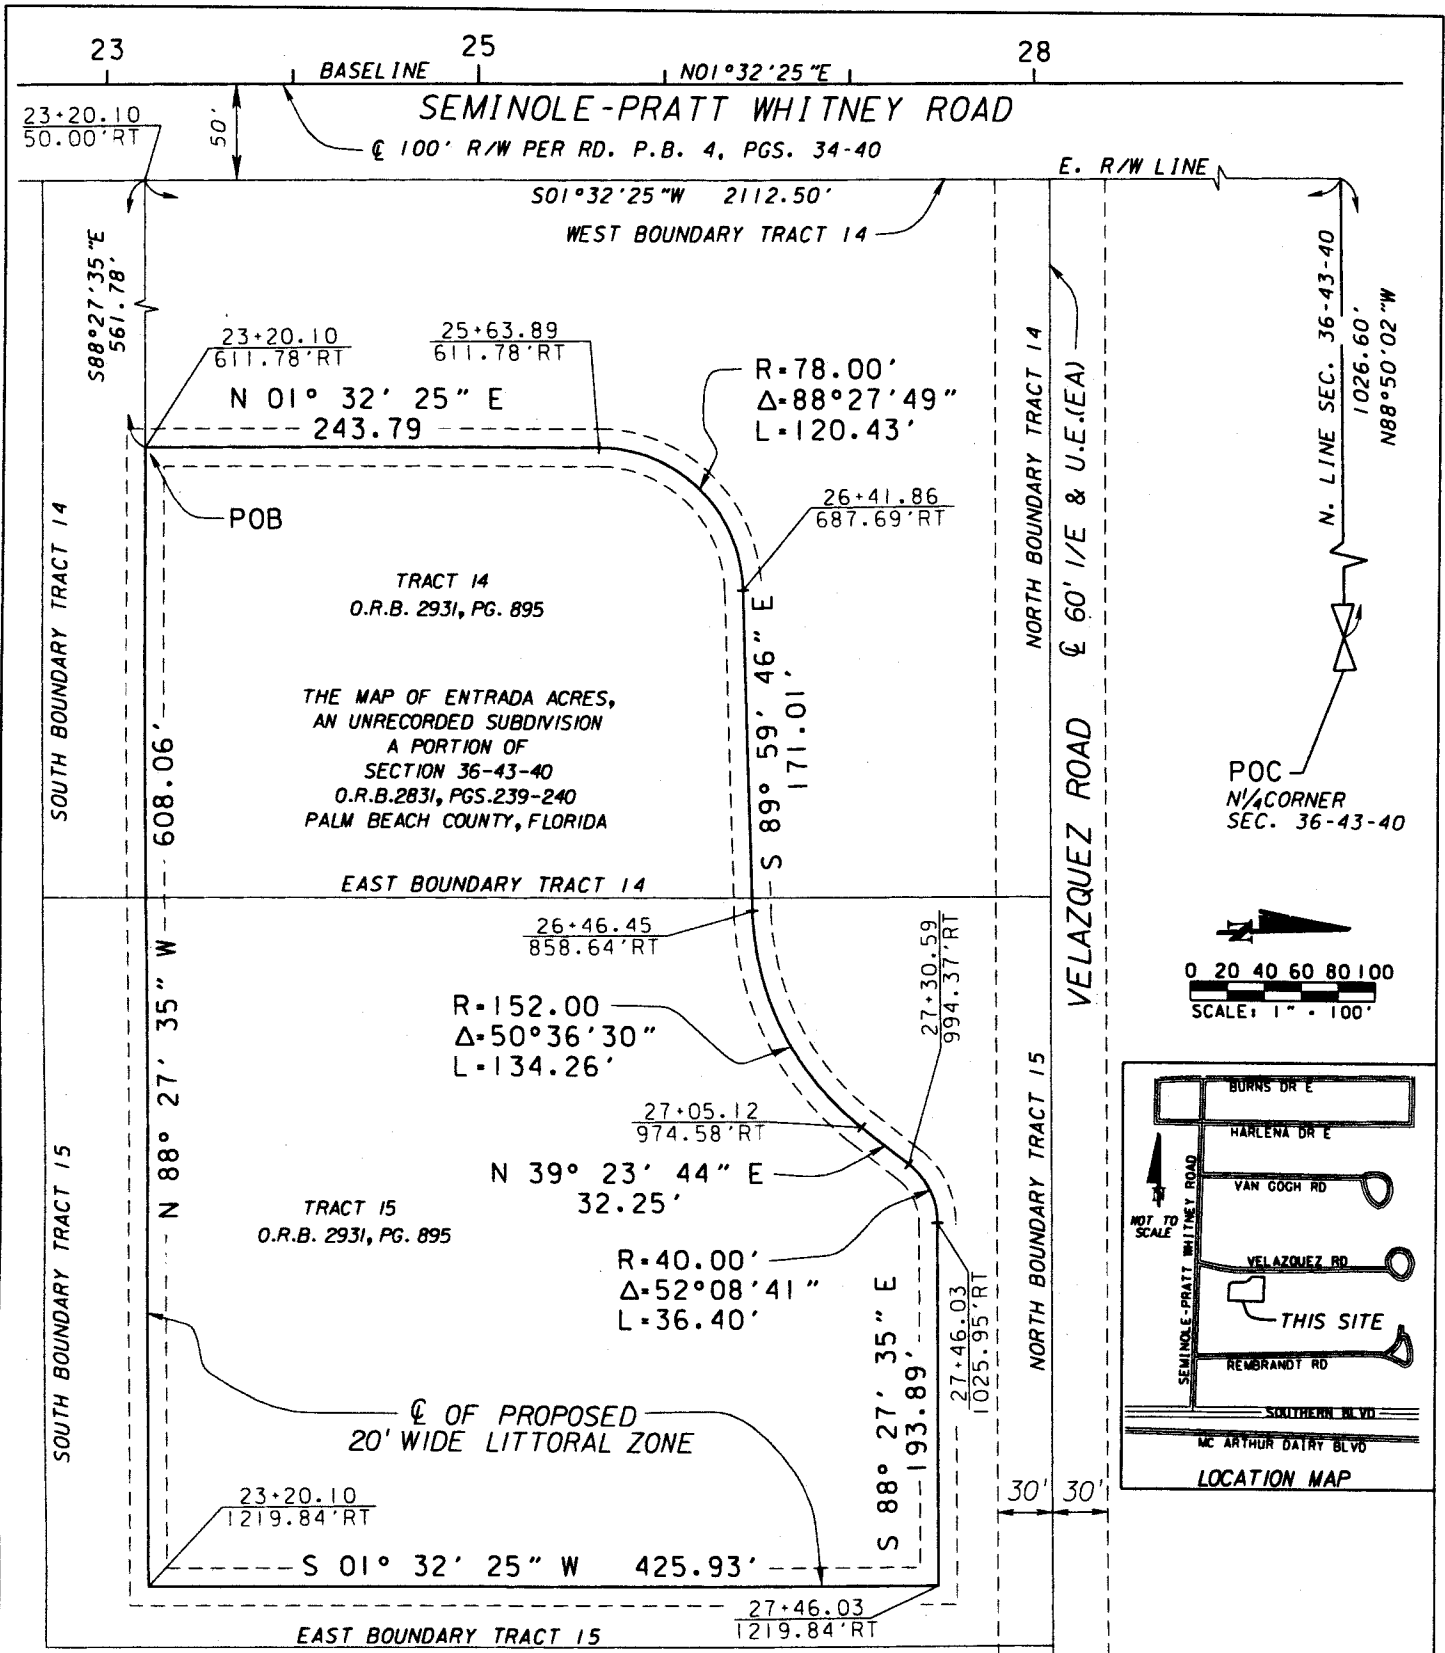 23
25
28
BASELINE
N01°32'25"E
23+20.10
50.00'RT
50'
SEMINOLE-PRATT WHITNEY ROAD
℄ 100' R/W PER RD. P.B. 4, PGS. 34-40
E. R/W LINE
S01°32'25"W 2112.50'
WEST BOUNDARY TRACT 14
S88°27'35"E
561.78'
23+20.10
611.78'RT
25+63.89
611.78'RT
N 01° 32' 25" E
243.79
R=78.00'
Δ=88°27'49"
L=120.43'
26+41.86
687.69'RT
POB
TRACT 14
O.R.B. 2931, PG. 895
THE MAP OF ENTRADA ACRES,
AN UNRECORDED SUBDIVISION
A PORTION OF
SECTION 36-43-40
O.R.B.2831, PGS.239-240
PALM BEACH COUNTY, FLORIDA
SOUTH BOUNDARY TRACT 14
608.06'
N 88° 27' 35" W
S 89° 59' 46" E
171.01'
NORTH BOUNDARY TRACT 14
℄ 60' I/E & U.E.(EA)
VELAZQUEZ ROAD
N. LINE SEC. 36-43-40
1026.60'
N88°50'02"W
POC
N¼CORNER
SEC. 36-43-40
N
0 20 40 60 80 100
SCALE: 1" = 100'
EAST BOUNDARY TRACT 14
26+46.45
858.64'RT
27+30.59
994.37'RT
R=152.00
Δ=50°36'30"
L=134.26'
27+05.12
974.58'RT
N 39° 23' 44" E
32.25'
TRACT 15
O.R.B. 2931, PG. 895
R=40.00'
Δ=52°08'41"
L=36.40'
SOUTH BOUNDARY TRACT 15
NORTH BOUNDARY TRACT 15
27+46.03
1025.95'RT
S 88° 27' 35" E
193.89'
℄ OF PROPOSED
20' WIDE LITTORAL ZONE
23+20.10
1219.84'RT
S 01° 32' 25" W 425.93'
27+46.03
1219.84'RT
30' 30'
EAST BOUNDARY TRACT 15
BURNS DR E
HARLENA DR E
VAN GOGH RD
N
NOT TO
SCALE
SEMINOLE-PRATT WHITNEY ROAD
VELAZQUEZ RD
THIS SITE
REMBRANDT RD
SOUTHERN BLVD
MC ARTHUR DAIRY BLVD
LOCATION MAP